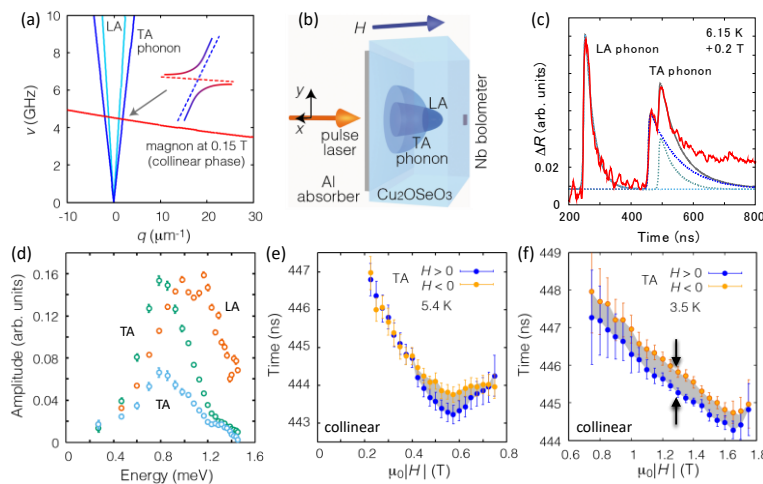 (a)
10
8
6
4
2
0
ν (GHz)
LA
TA
phonon
magnon at 0.15 T
(collinear phase)
-10 0 10 20 30
q (μm⁻¹)
(b)
H
y
x
pulse
laser
LA
TA
phonon
Al
absorber
Cu₂OSeO₃
Nb bolometer
(c)
6.15 K
+0.2 T
LA phonon
TA phonon
ΔR (arb. units)
0.02
0
200 400 600 800
Time (ns)
(d)
Amplitude (arb. units)
0.16
0.12
0.08
0.04
0
LA
TA
TA
0 0.4 0.8 1.2 1.6
Energy (meV)
(e)
Time (ns)
447
446
445
444
443
TA
H > 0
H < 0
5.4 K
collinear
0 0.2 0.4 0.6 0.8
μ₀|H| (T)
(f)
Time (ns)
449
448
447
446
445
444
TA
H > 0
H < 0
3.5 K
collinear
0.6 0.8 1 1.2 1.4 1.6 1.8
μ₀|H| (T)